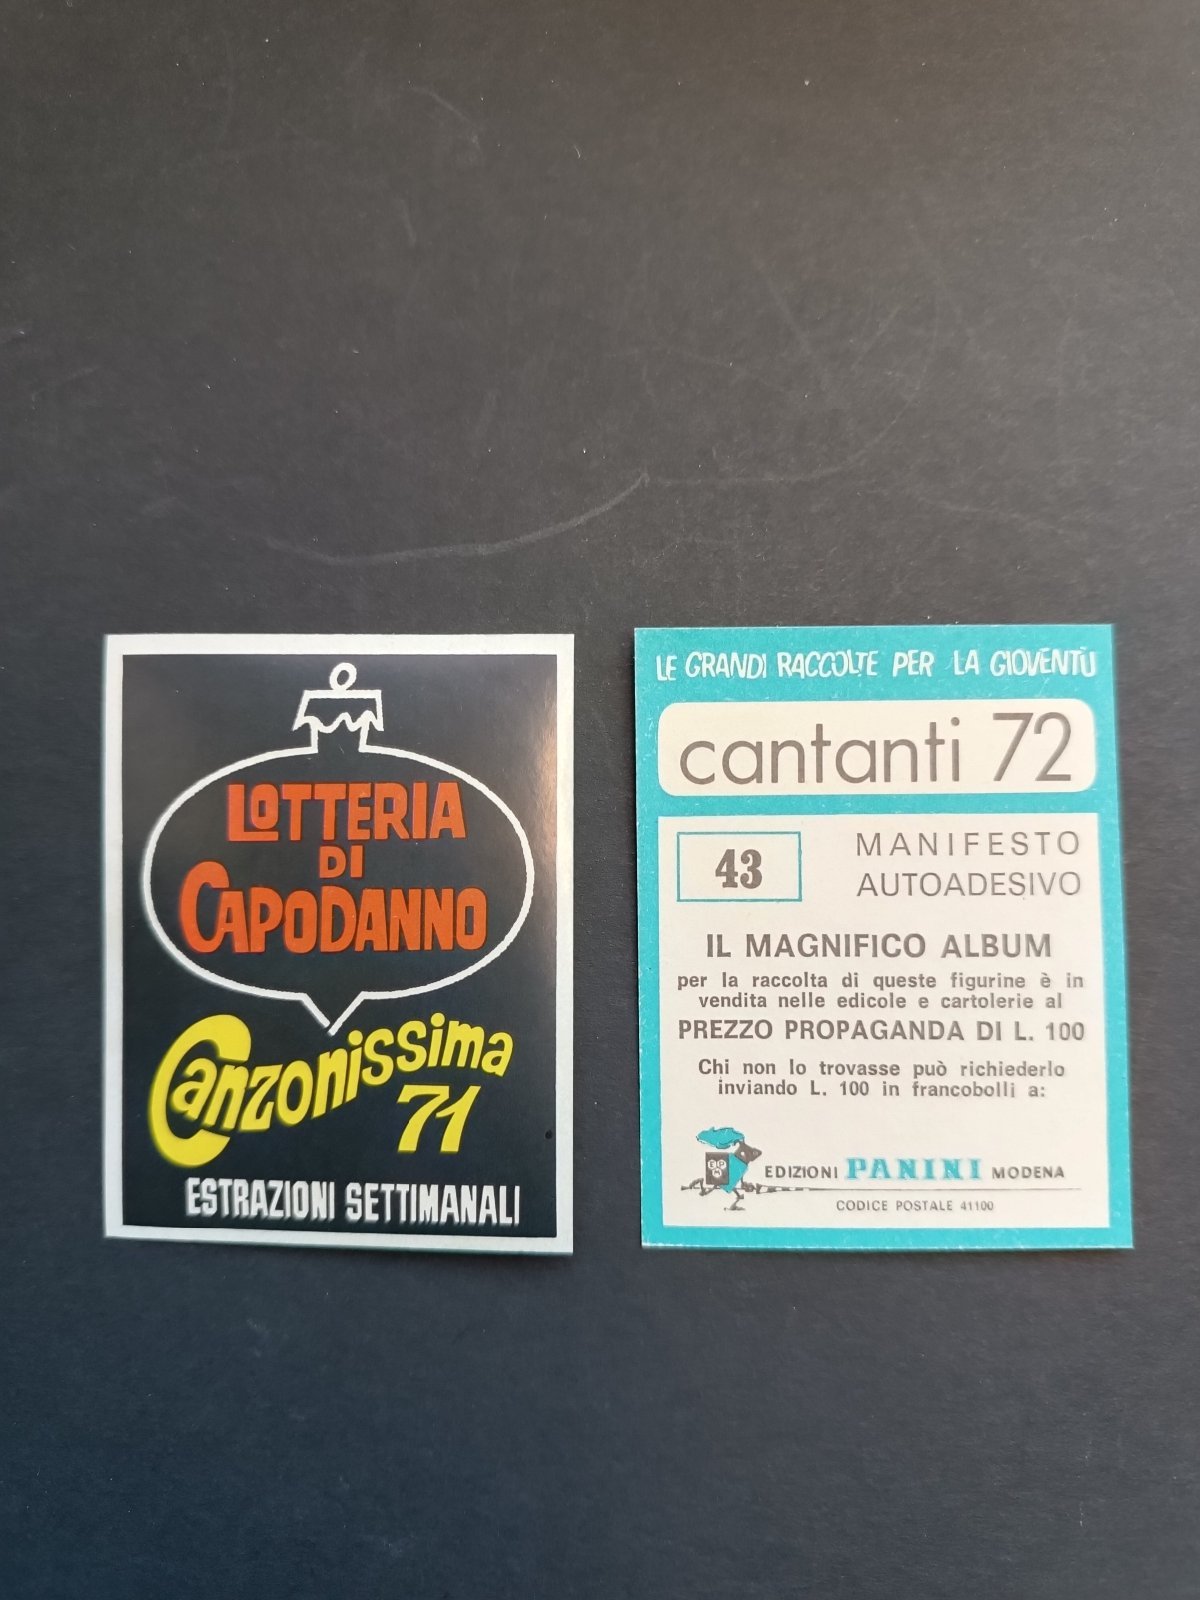 LOTTERIA
DI
CAPODANNO
Canzonissima
71
ESTRAZIONI SETTIMANALI
LE GRANDI RACCOLTE PER LA GIOVENTÙ
cantanti 72
43
MANIFESTO
AUTOADESIVO
IL MAGNIFICO ALBUM
per la raccolta di queste figurine è in
vendita nelle edicole e cartolerie al
PREZZO PROPAGANDA DI L. 100
Chi non lo trovasse può richiederlo
inviando L. 100 in francobolli a:
EDIZIONI PANINI MODENA
CODICE POSTALE 41100